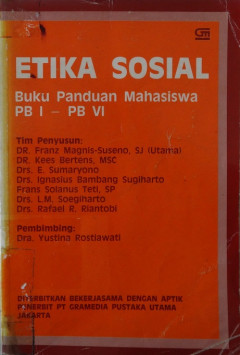 GM
ETIKA SOSIAL
Buku Panduan Mahasiswa
PB I - PB VI
Tim Penyusun:
DR. Franz Magnis-Suseno, SJ (Utama)
DR. Kees Bertens, MSC
Drs. E. Sumaryono
Drs. Ignasius Bambang Sugiharto
Frans Solanus Teti, SP
Drs. L.M. Soegiharto
Drs. Rafael R. Riantobi
Pembimbing:
Dra. Yustina Rostiawati
DITERBITKAN BEKERJASAMA DENGAN APTIK
PENERBIT PT GRAMEDIA PUSTAKA UTAMA
JAKARTA